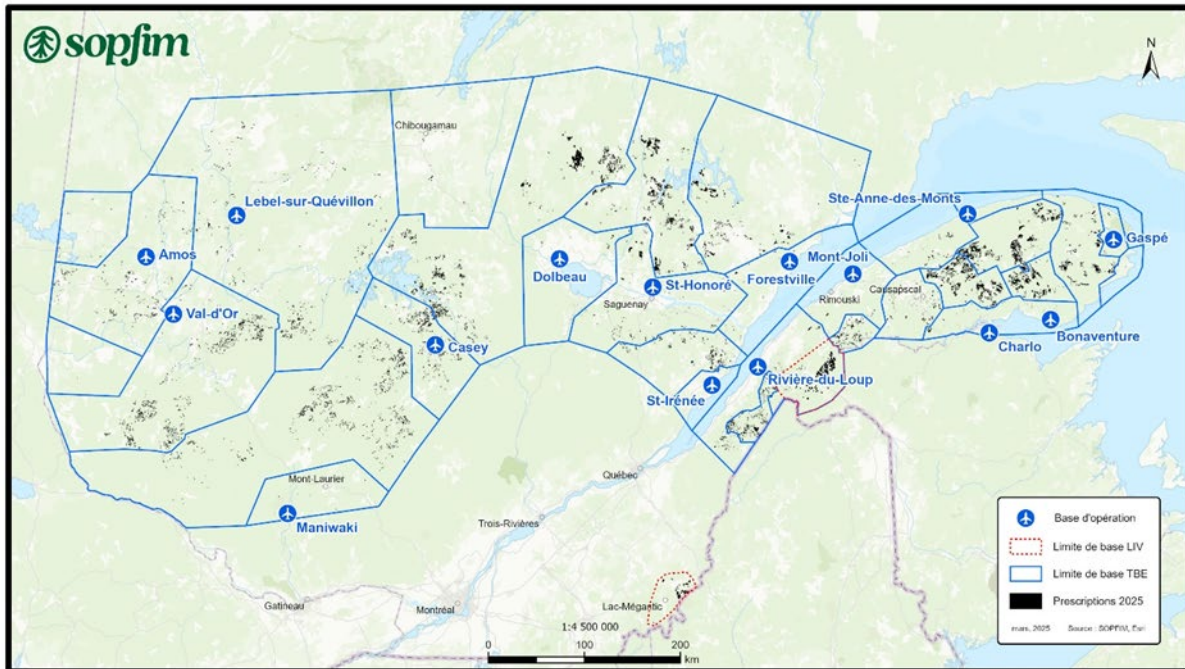 sopfim
N
Chibougamau
Lebel-sur-Quévillon
Ste-Anne-des-Monts
Amos
Gaspé
Dolbeau
Mont-Joli
Forestville
St-Honoré
Rimouski
Causapscal
Saguenay
Val-d'Or
Casey
Charlo
Bonaventure
Rivière-du-Loup
St-Irénée
Québec
Mont-Laurier
Maniwaki
Trois-Rivières
Gatineau
Montréal
Lac-Mégantic
1:4 500 000
0 100 200
km
Base d'opération
Limite de base LIV
Limite de base TBE
Prescriptions 2025
mars, 2025 Source : SOPFIM, Esri